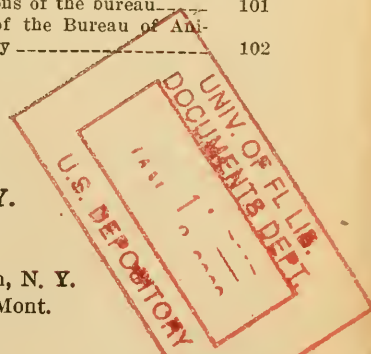 ns of the bureau----- 101
of the Bureau of Ani-
y ---------------- 102
UNIV. OF FL LIB.
DOCUMENTS DEPT.
U.S. DEPOSITORY
Y.
n, N. Y.
Mont.